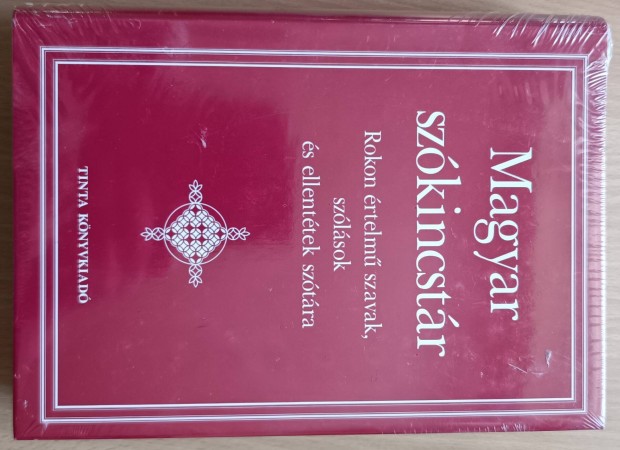 Magyar
szókincstár
Rokon értelmű szavak,
szólások
és ellentétek szótára
TINTA KÖNYVKIADÓ